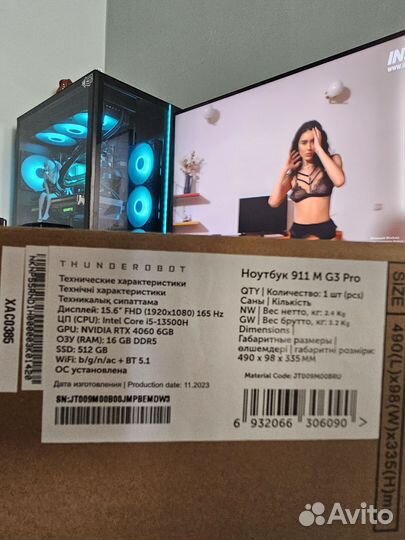 THUNDEROBOT
Технические характеристики
Технічні характеристики
Техникалық сипаттама
Дисплей: 15.6" FHD (1920x1080) 165 Hz
ЦП (CPU): Intel Core i5-13500H
GPU: NVIDIA RTX 4060 6GB
ОЗУ (RAM): 16 GB DDR5
SSD: 512 GB
WiFi: b/g/n/ac + BT 5.1
ОС установлена
Дата изготовления / Production date: 11.2023
SN:JT009M00B00JMPBEMOW3
Ноутбук 911 M G3 Pro
QTY | Количество: 1 шт (pcs)
Саны | Кількість
NW | Вес нетто, кг: 2.4 Kg
GW | Вес брутто, кг: 3.2 Kg
Dimensions
Габаритные размеры |
өлшемдері | габаритні розміри:
490 x 98 x 335 ММ
Material Code: JT009M00BRU
6 932066 306090 >
XAC0395
SIZE: 490(L)x98(W)x335(H)m
Avito